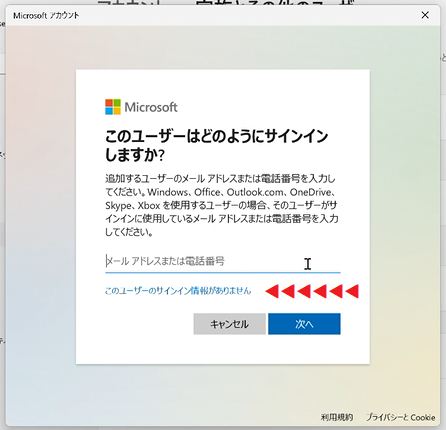 Microsoft アカウント
Microsoft
このユーザーはどのようにサインイン
しますか?
追加するユーザーのメール アドレスまたは電話番号を入力し
てください。Windows、Office、Outlook.com、OneDrive、
Skype、Xbox を使用するユーザーの場合、そのユーザーがサ
インインに使用しているメール アドレスまたは電話番号を入力
してください。
メール アドレスまたは電話番号
このユーザーのサインイン情報がありません
キャンセル
次へ
利用規約
プライバシーと Cookie